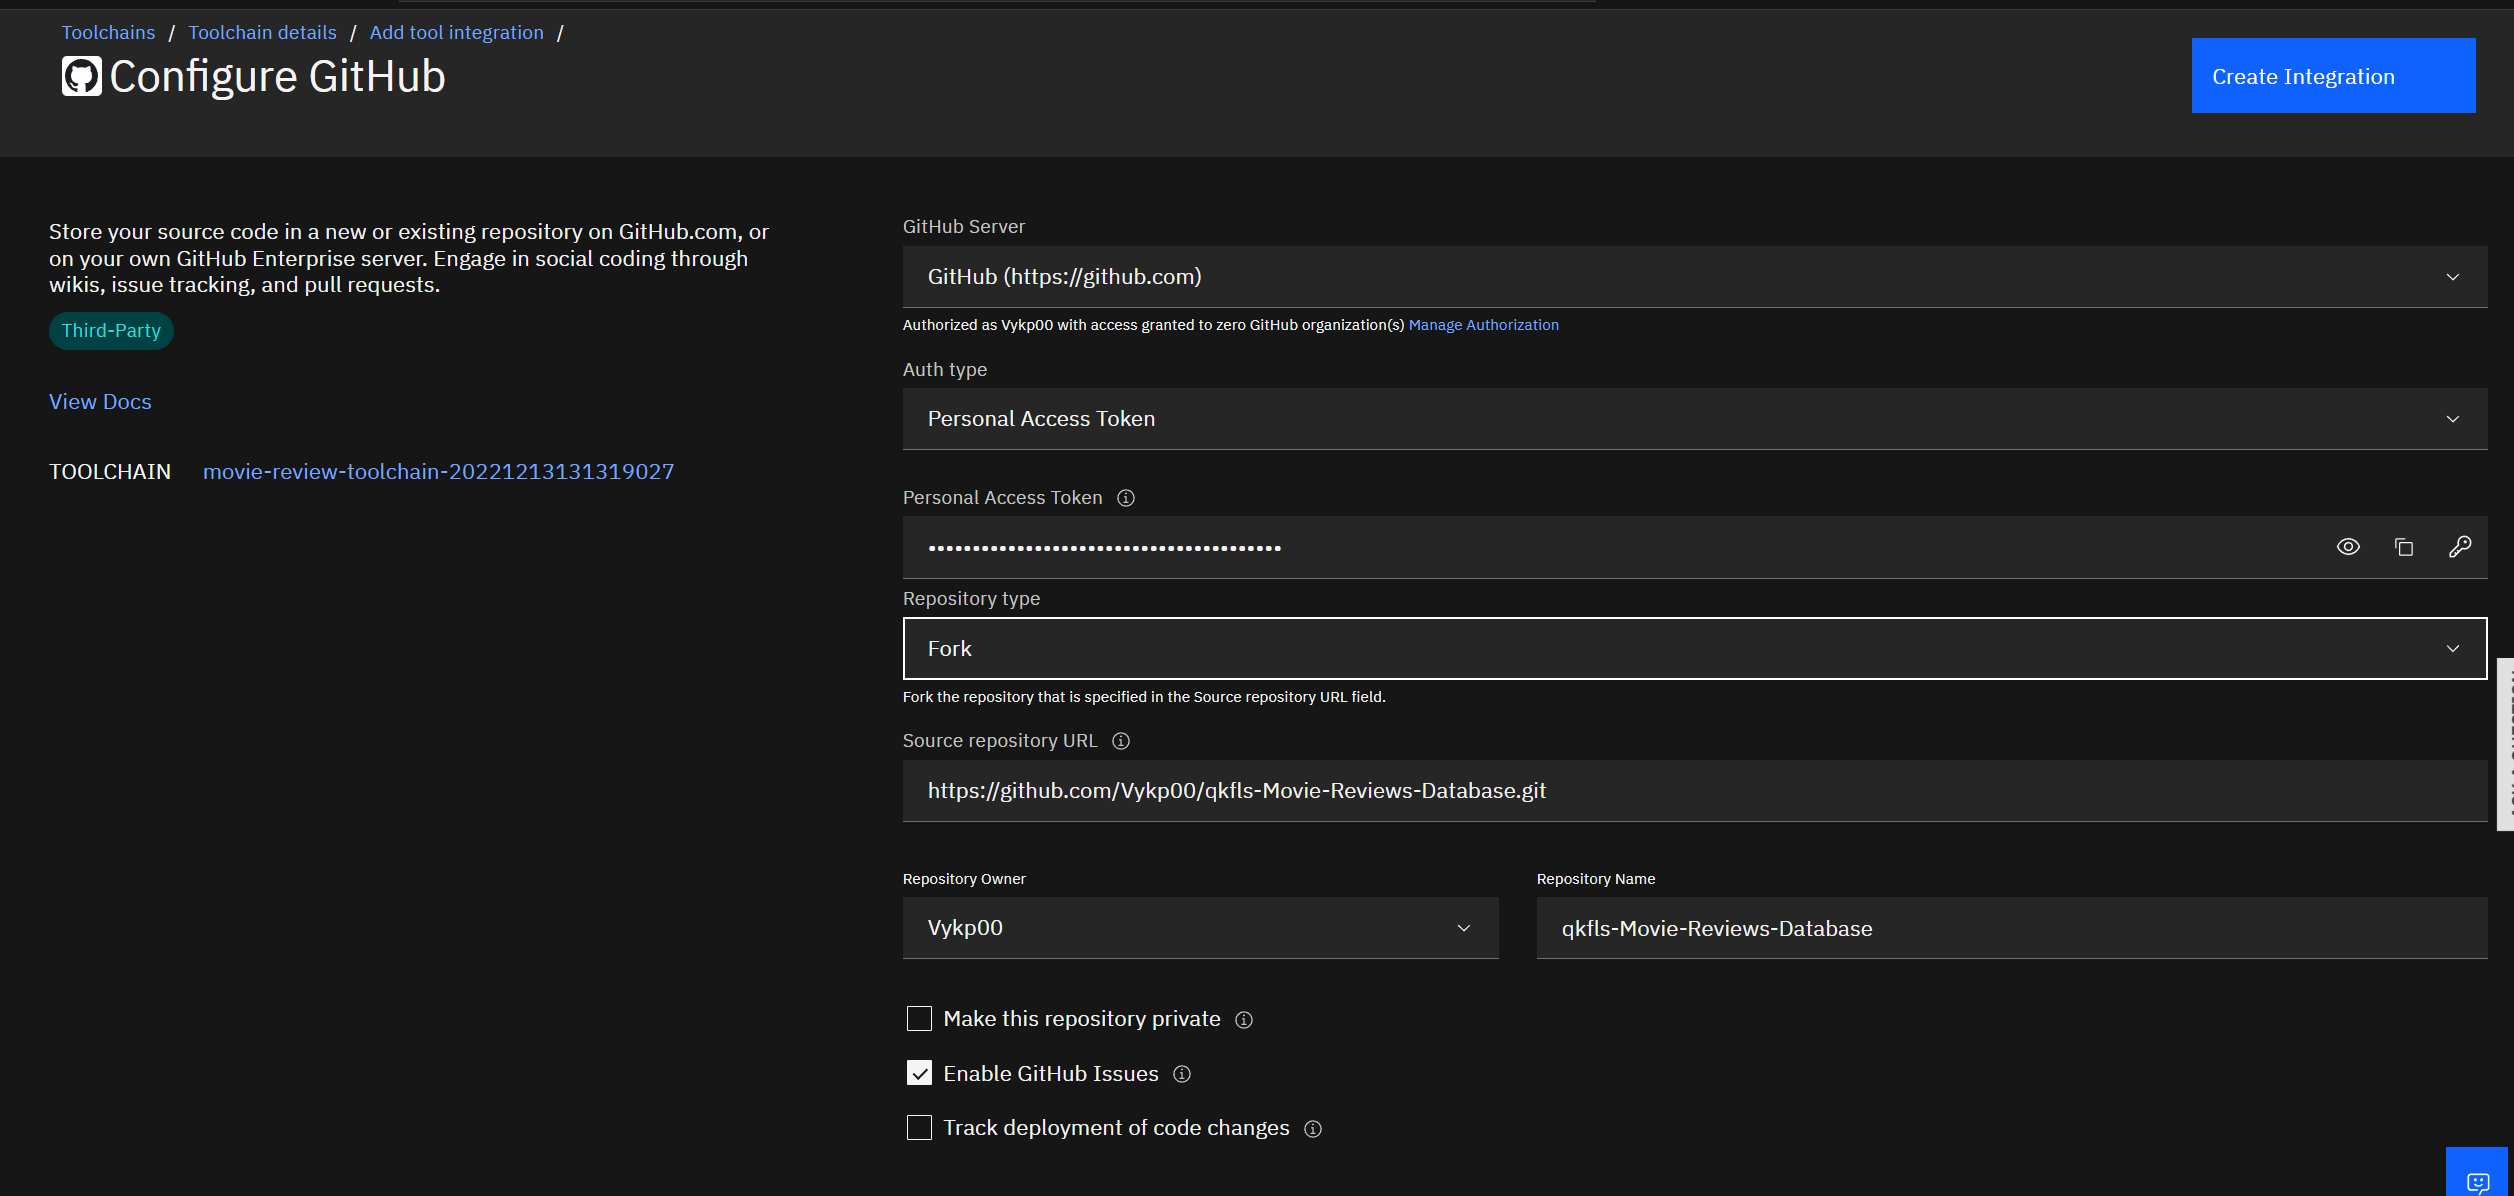 Toolchains / Toolchain details / Add tool integration /
Configure GitHub
Create Integration
Store your source code in a new or existing repository on GitHub.com, or
on your own GitHub Enterprise server. Engage in social coding through
wikis, issue tracking, and pull requests.
Third-Party
View Docs
TOOLCHAIN movie-review-toolchain-20221213131319027
GitHub Server
GitHub (https://github.com)
Authorized as Vykp00 with access granted to zero GitHub organization(s) Manage Authorization
Auth type
Personal Access Token
Personal Access Token
••••••••••••••••••••••••••••••••••••••••
Repository type
Fork
Fork the repository that is specified in the Source repository URL field.
Source repository URL
https://github.com/Vykp00/qkfls-Movie-Reviews-Database.git
Repository Owner
Repository Name
Vykp00
qkfls-Movie-Reviews-Database
Make this repository private
Enable GitHub Issues
Track deployment of code changes